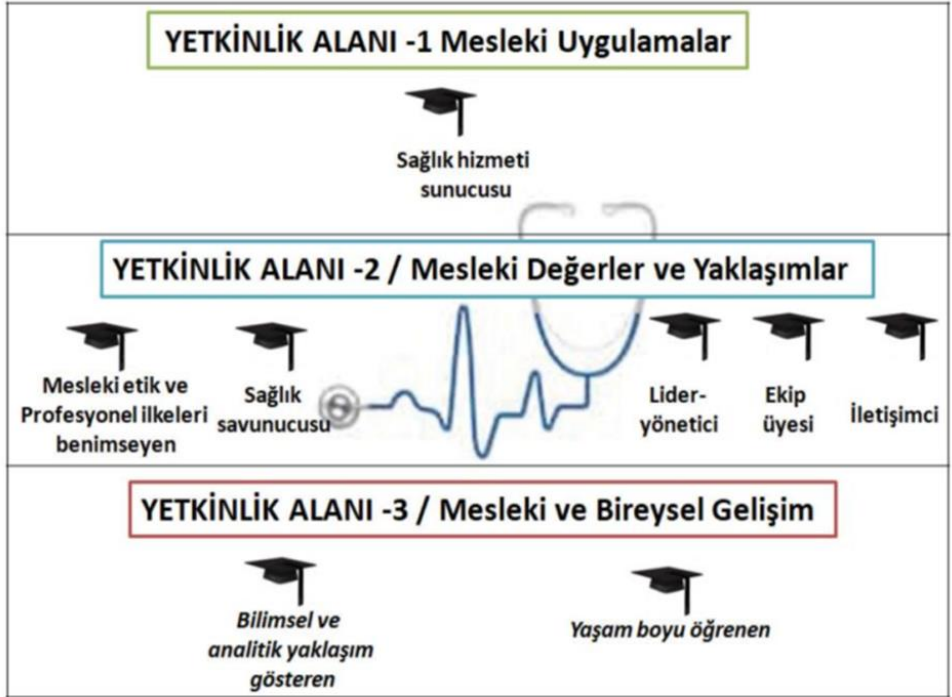 YETKİNLİK ALANI -1 Mesleki Uygulamalar
Sağlık hizmeti
sunucusu
YETKİNLİK ALANI -2 / Mesleki Değerler ve Yaklaşımlar
Mesleki etik ve
Profesyonel ilkeleri
benimseyen
Sağlık
savunucusu
Lider-
yönetici
Ekip
üyesi
İletişimci
YETKİNLİK ALANI -3 / Mesleki ve Bireysel Gelişim
Bilimsel ve
analitik yaklaşım
gösteren
Yaşam boyu öğrenen